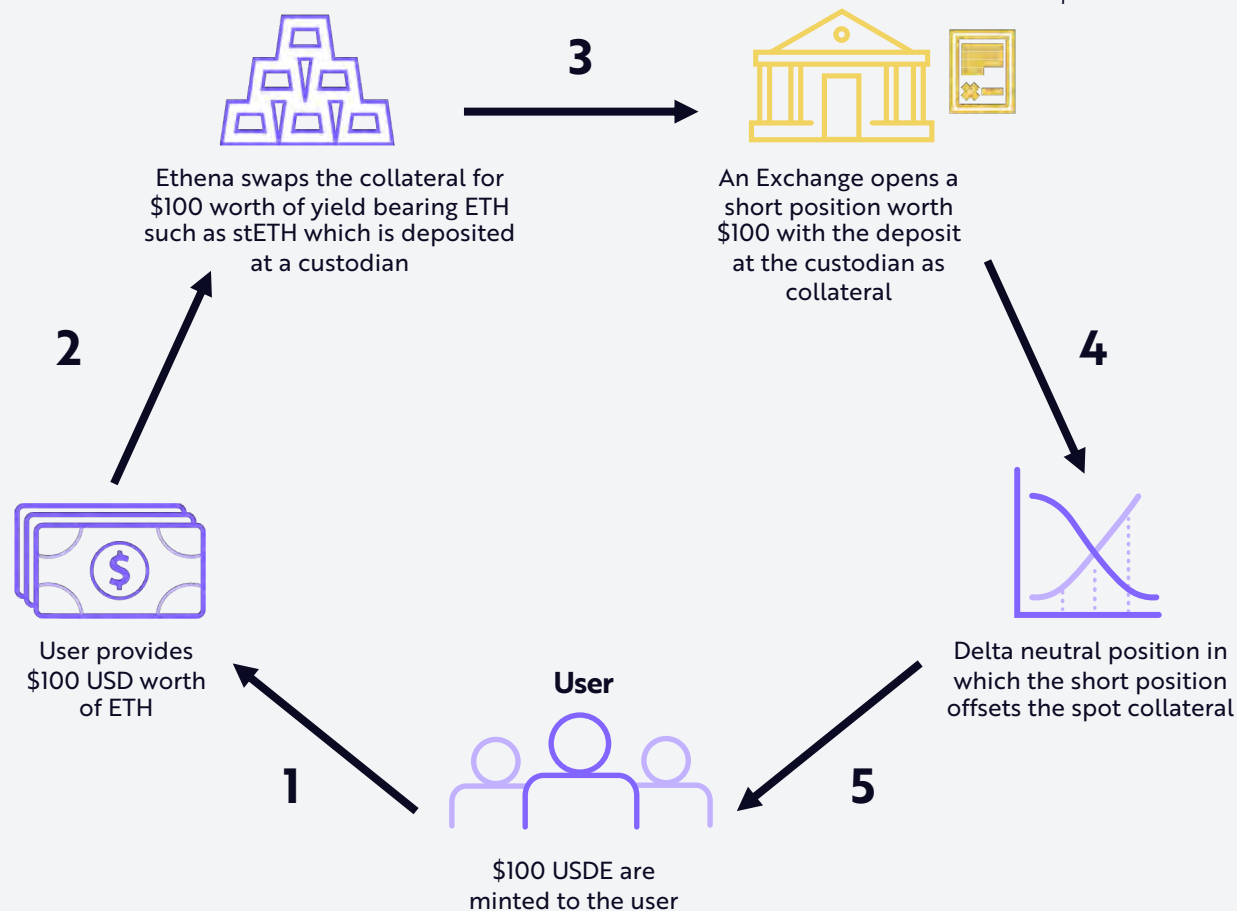 3
Ethena swaps the collateral for
$100 worth of yield bearing ETH
such as stETH which is deposited
at a custodian
An Exchange opens a
short position worth
$100 with the deposit
at the custodian as
collateral
2
4
$
User provides
$100 USD worth
of ETH
User
Delta neutral position in
which the short position
offsets the spot collateral
1
5
$100 USDE are
minted to the user